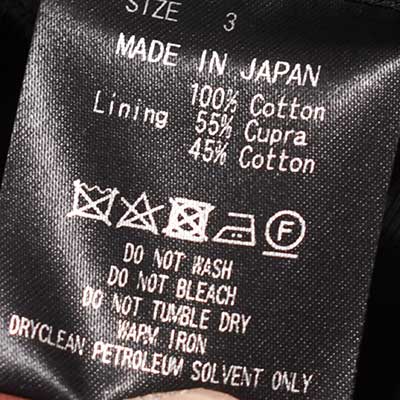 SIZE 3
MADE IN JAPAN
100% Cotton
Lining 55% Cupra
45% Cotton
F
DO NOT WASH
DO NOT BLEACH
DO NOT TUMBLE DRY
WARM IRON
DRYCLEAN PETROLEUM SOLVENT ONLY